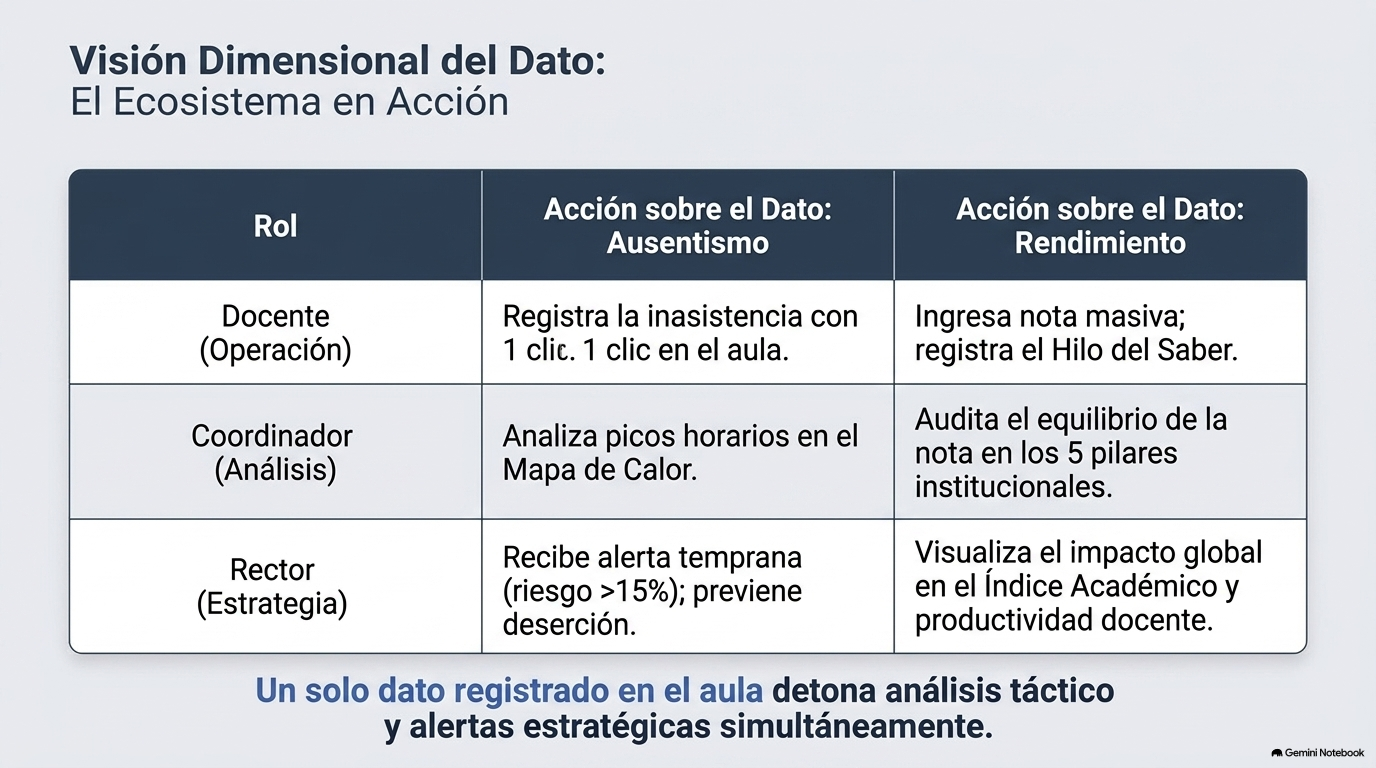 Visión Dimensional del Dato:
El Ecosistema en Acción
Rol
Acción sobre el Dato:
Ausentismo
Acción sobre el Dato:
Rendimiento
Docente
(Operación)
Registra la inasistencia con
1 clic. 1 clic en el aula.
Ingresa nota masiva;
registra el Hilo del Saber.
Coordinador
(Análisis)
Analiza picos horarios en el
Mapa de Calor.
Audita el equilibrio de la
nota en los 5 pilares
institucionales.
Rector
(Estrategia)
Recibe alerta temprana
(riesgo >15%); previene
deserción.
Visualiza el impacto global
en el Índice Académico y
productividad docente.
Un solo dato registrado en el aula detona análisis táctico
y alertas estratégicas simultáneamente.
Gemini Notebook